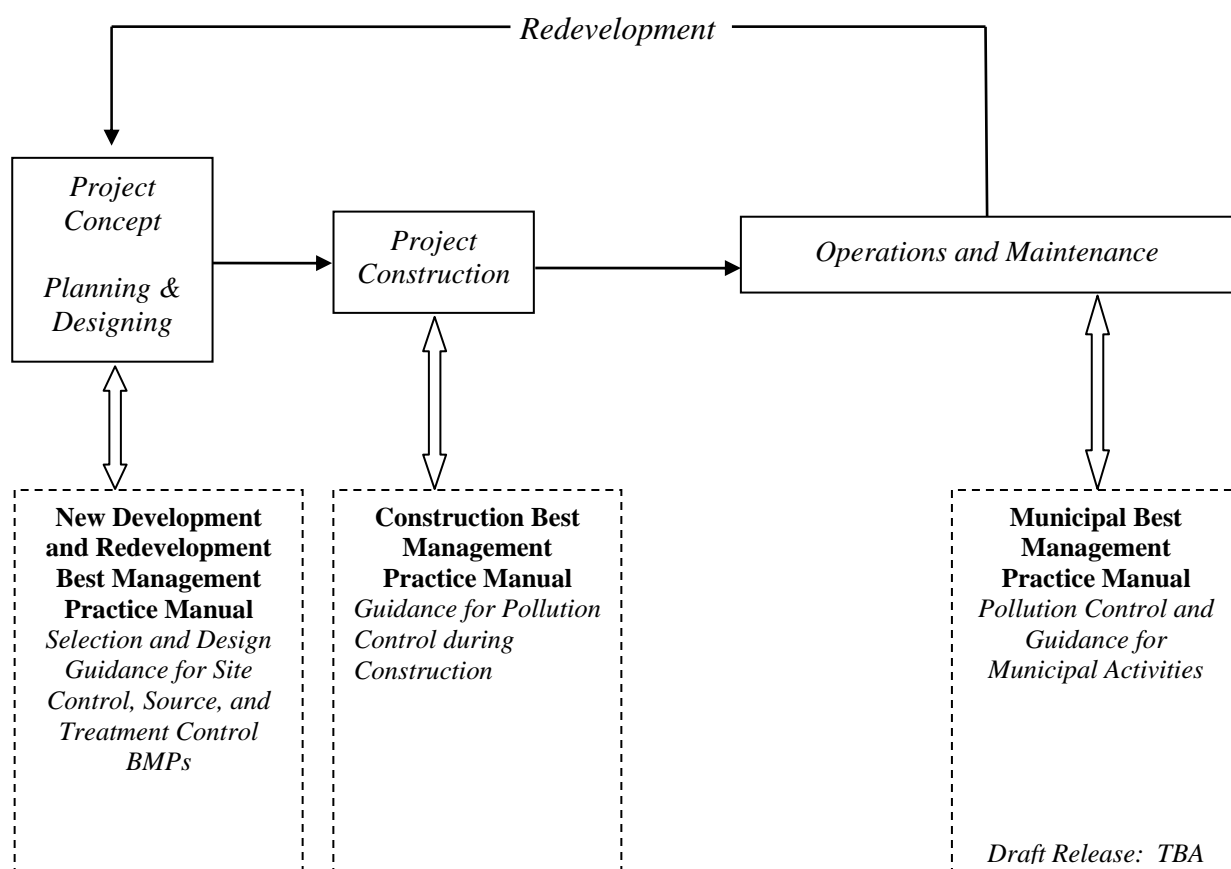 Redevelopment
Project
Concept
Planning &
Designing
Project
Construction
Operations and Maintenance
New Development
and Redevelopment
Best Management
Practice Manual
Selection and Design
Guidance for Site
Control, Source, and
Treatment Control
BMPs
Construction Best
Management
Practice Manual
Guidance for Pollution
Control during
Construction
Municipal Best
Management
Practice Manual
Pollution Control and
Guidance for
Municipal Activities
Draft Release: TBA